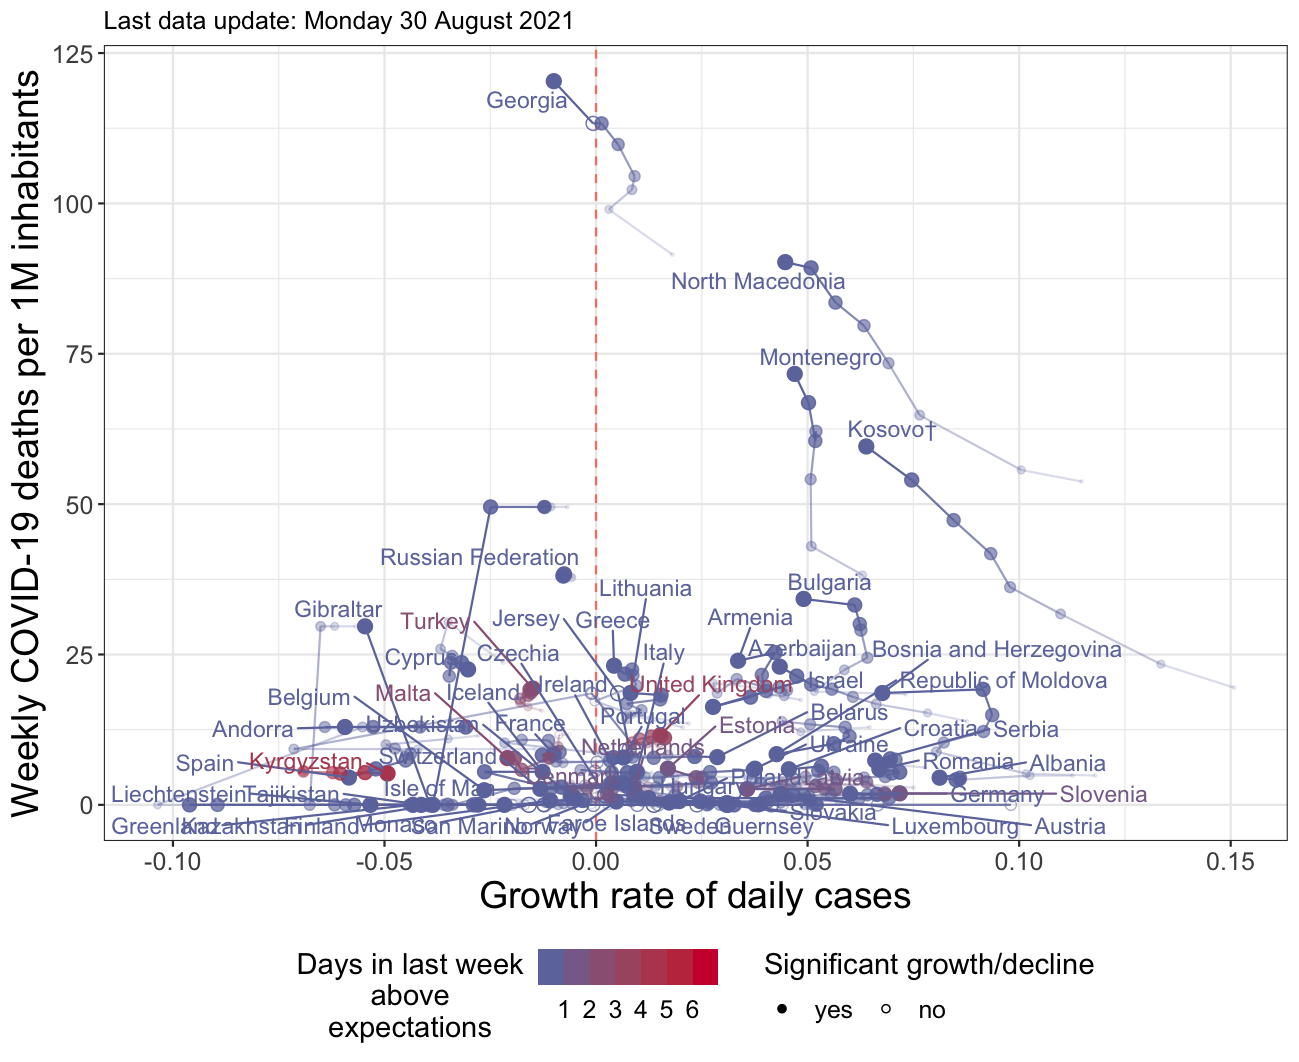 Last data update: Monday 30 August 2021
Weekly COVID-19 deaths per 1M inhabitants
125
100
75
50
25
0
Georgia
North Macedonia
Montenegro
Kosovo†
Russian Federation
Lithuania
Bulgaria
Gibraltar
Turkey
Jersey
Greece
Armenia
Cyprus
Czechia
Italy
Azerbaijan
Bosnia and Herzegovina
Belgium
Malta
Iceland
Ireland
United Kingdom
Israel
Republic of Moldova
Andorra
Uzbekistan
France
Portugal
Estonia
Belarus
Croatia
Serbia
Spain
Kyrgyzstan
Switzerland
Netherlands
Ukraine
Romania
Albania
Liechtenstein
Tajikistan
Isle of Man
Denmark
Hungary
Poland
Latvia
Germany
Slovenia
Greenland
Kazakhstan
Finland
Monaco
San Marino
Norway
Faroe Islands
Sweden
Guernsey
Slovakia
Luxembourg
Austria
-0.10
-0.05
0.00
0.05
0.10
0.15
Growth rate of daily cases
Days in last week
above
expectations
1 2 3 4 5 6
Significant growth/decline
yes
no